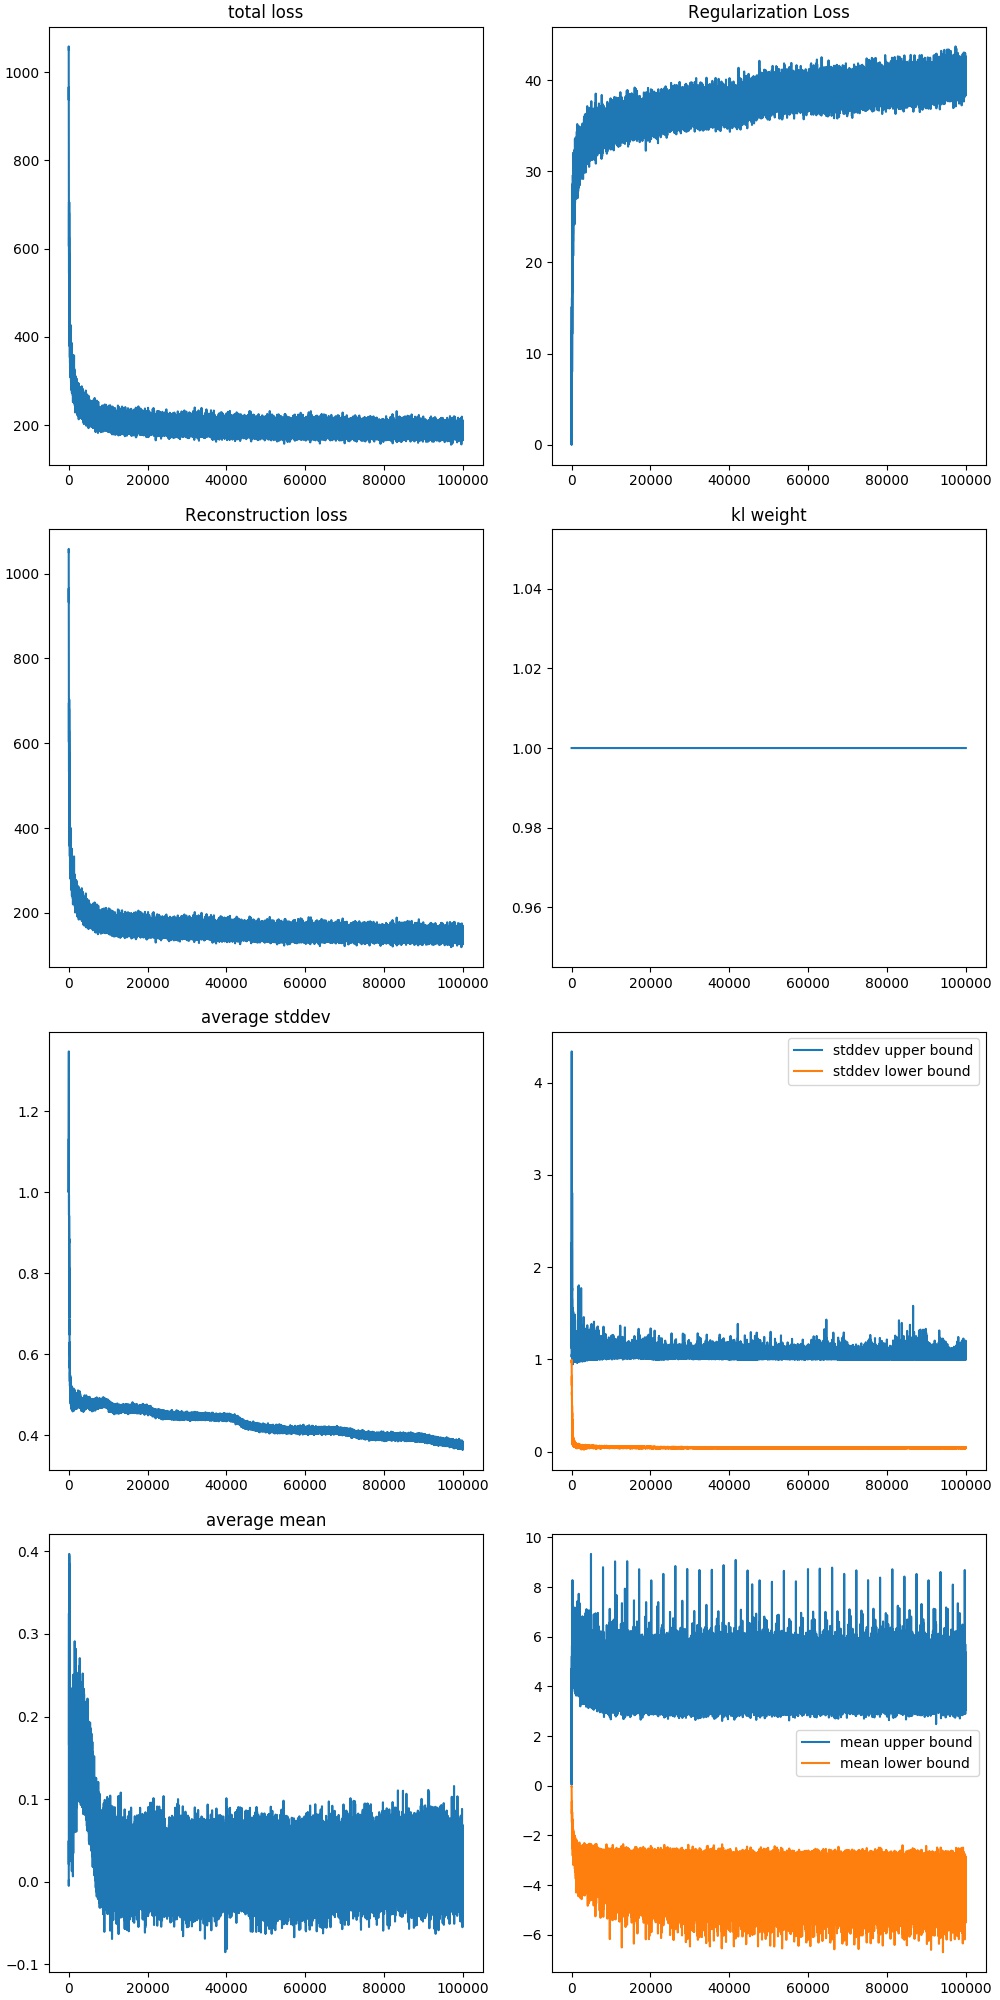 total loss
1000
800
600
400
200
0 20000 40000 60000 80000 100000
Regularization Loss
40
30
20
10
0
0 20000 40000 60000 80000 100000
Reconstruction loss
1000
800
600
400
200
0 20000 40000 60000 80000 100000
kl weight
1.04
1.02
1.00
0.98
0.96
0 20000 40000 60000 80000 100000
average stddev
1.2
1.0
0.8
0.6
0.4
0 20000 40000 60000 80000 100000
stddev upper bound
stddev lower bound
4
3
2
1
0
0 20000 40000 60000 80000 100000
average mean
0.4
0.3
0.2
0.1
0.0
−0.1
0 20000 40000 60000 80000 100000
10
8
6
4
2
mean upper bound
mean lower bound
0
−2
−4
−6
0 20000 40000 60000 80000 100000